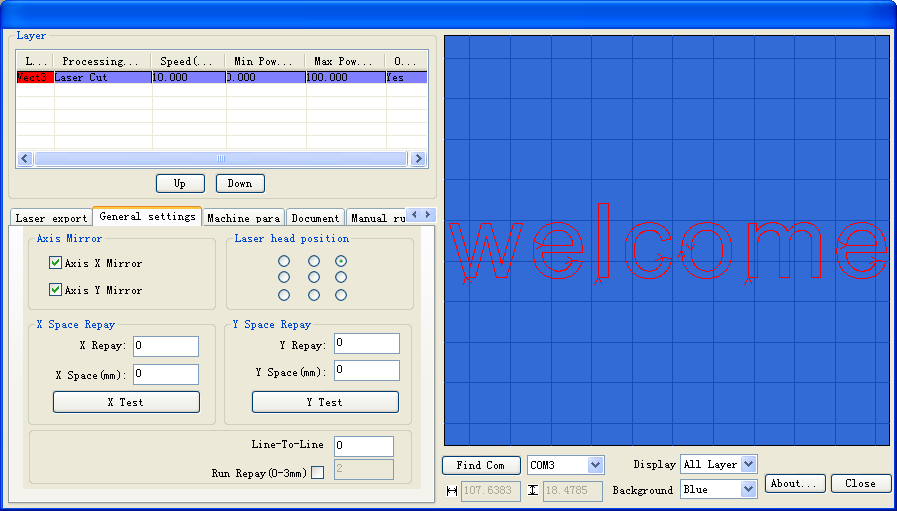 Layer
L... Processing... Speed(... Min Pow... Max Pow... O...
Vect3 Laser Cut 10.000 0.000 100.000 Yes
Up Down
Laser export General settings Machine para Document Manual ru
Axis Mirror
Axis X Mirror
Axis Y Mirror
Laser head position
X Space Repay
X Repay: 0
X Space(mm): 0
X Test
Y Space Repay
Y Repay: 0
Y Space(mm): 0
Y Test
Line-To-Line 0
Run Repay(0-3mm) 2
welcome
Find Com COM3 Display All Layer
107.6383 18.4785 Background Blue About... Close